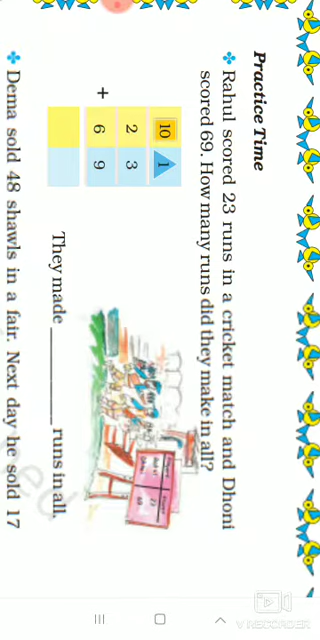 Practice Time
❖ Rahul scored 23 runs in a cricket match and Dhoni
scored 69. How many runs did they make in all?
10 1
2 3
+ 6 9
They made ________ runs in all.
❖ Dema sold 48 shawls in a fair. Next day he sold 17
V RECORDER